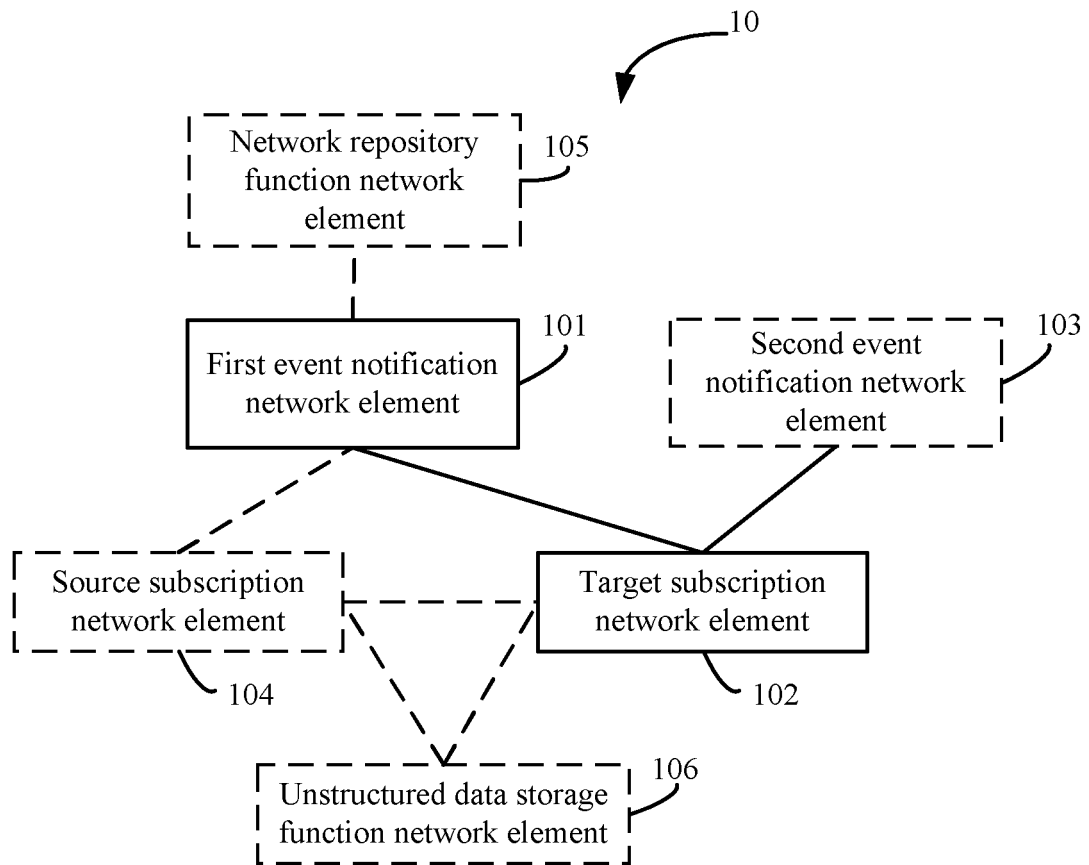 10
Network repository
function network
element
105
First event notification
network element
101
Second event
notification network
element
103
Source subscription
network element
104
Target subscription
network element
102
Unstructured data storage
function network element
106